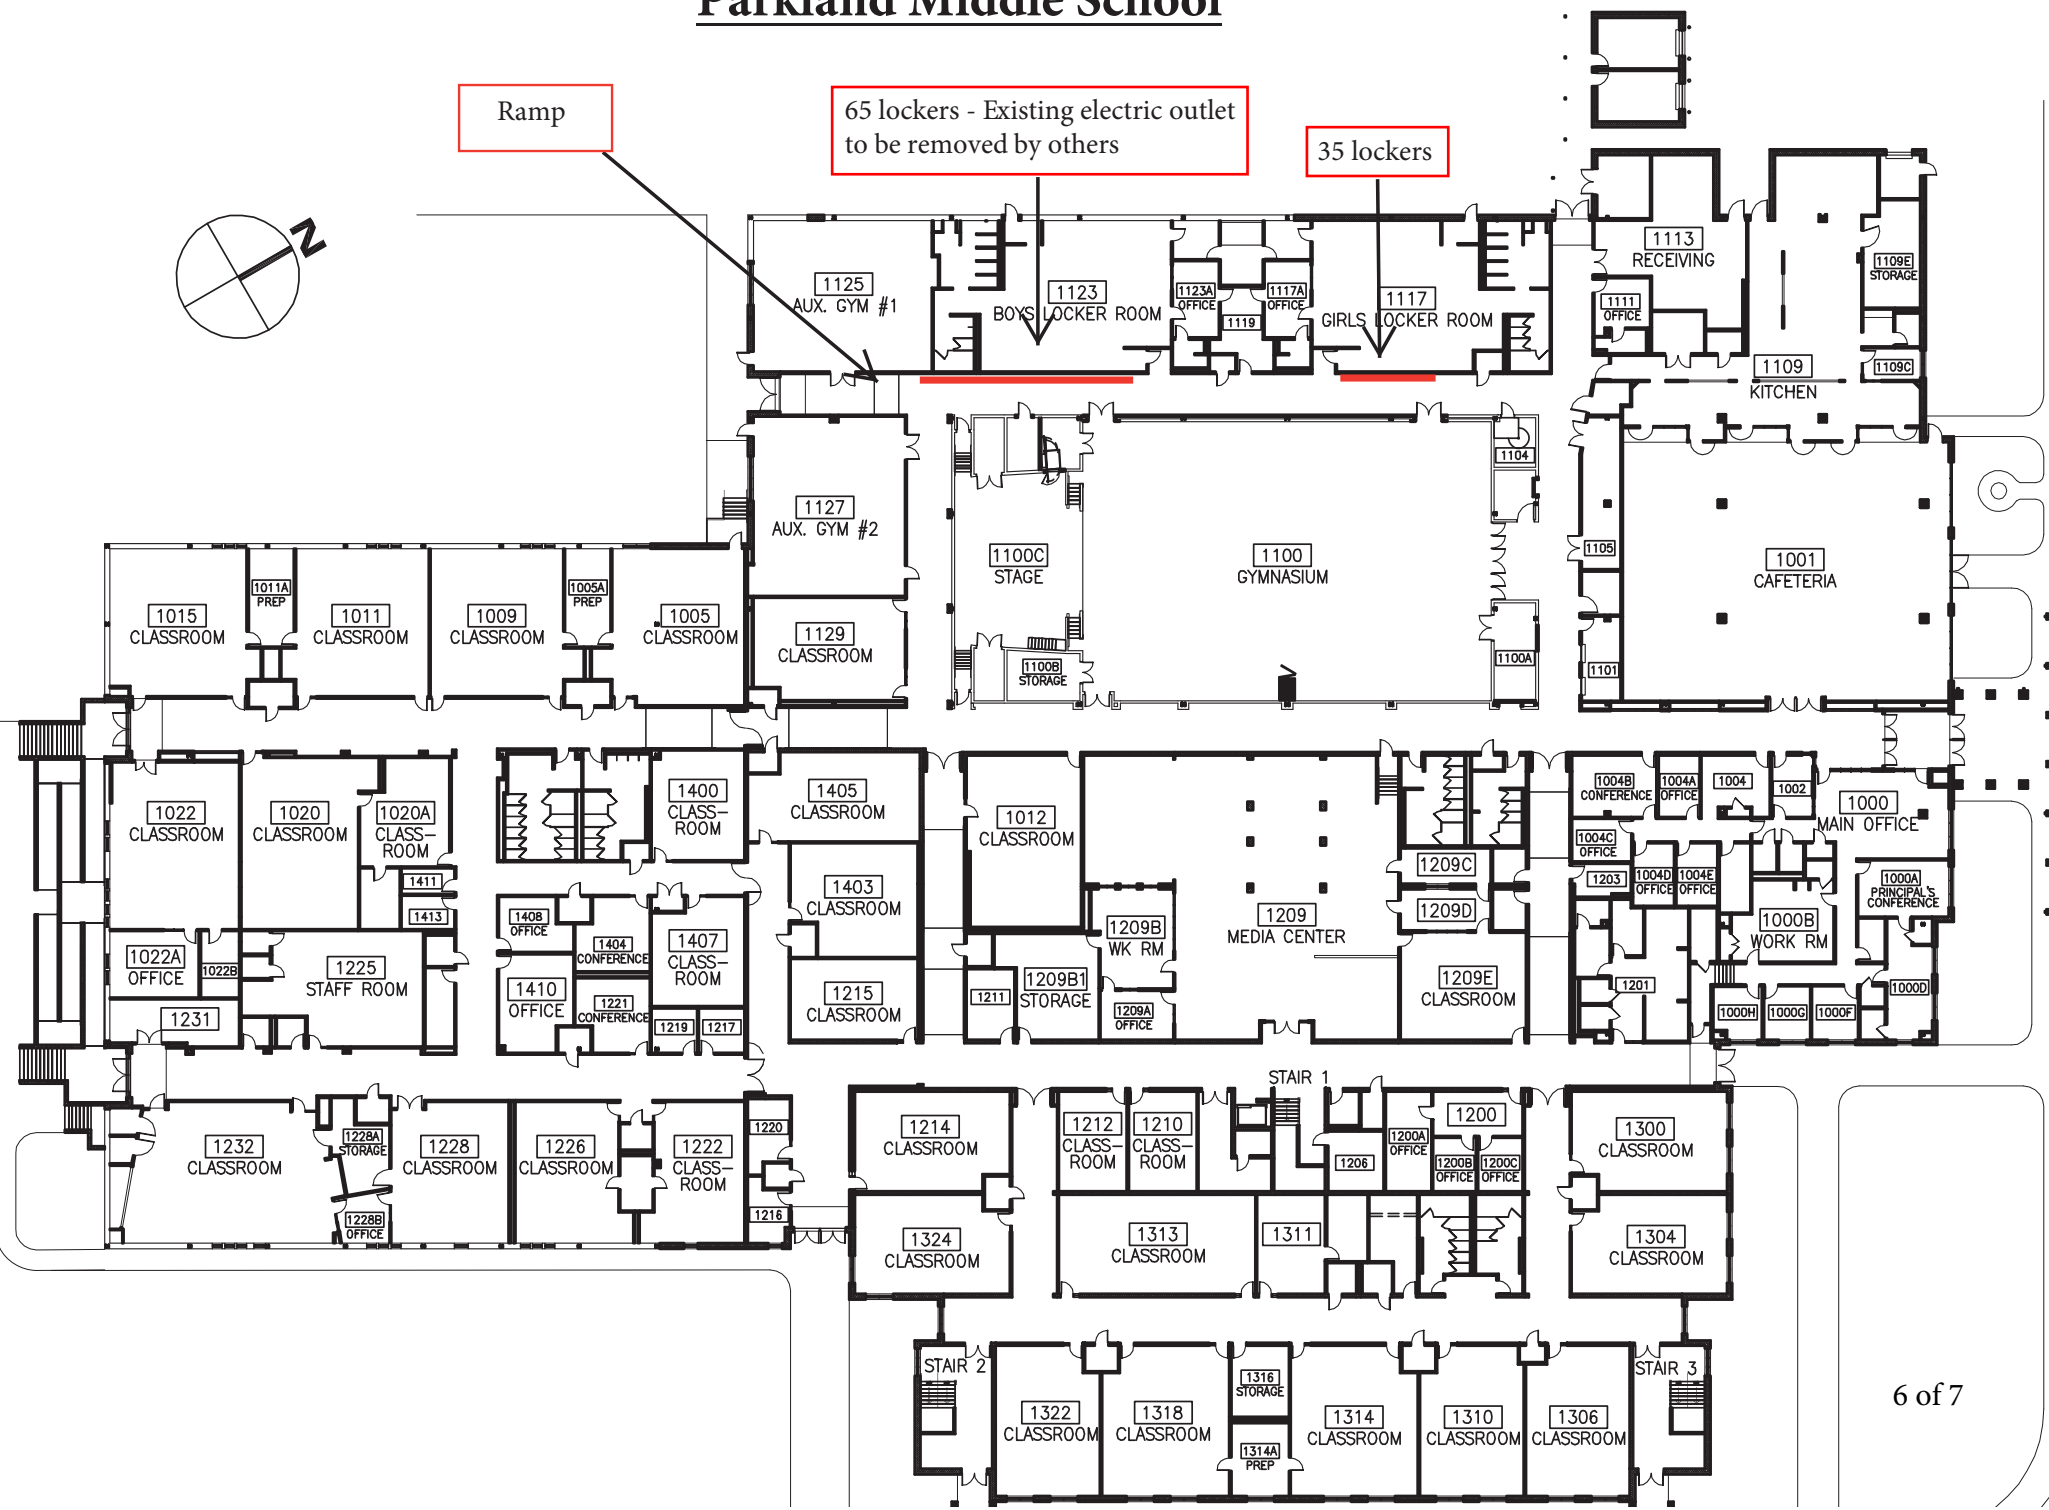 Parkland Middle School
Ramp
65 lockers - Existing electric outlet
to be removed by others
35 lockers
N
1113
RECEIVING
1109E
STORAGE
1125
AUX. GYM #1
1123
BOYS LOCKER ROOM
1123A
OFFICE
1117A
OFFICE
1119
1117
GIRLS LOCKER ROOM
1111
OFFICE
1109
KITCHEN
1109C
1104
1127
AUX. GYM #2
1100C
STAGE
1100
GYMNASIUM
1105
1001
CAFETERIA
1015
CLASSROOM
1011A
PREP
1011
CLASSROOM
1009
CLASSROOM
1005A
PREP
1005
CLASSROOM
1129
CLASSROOM
1100B
STORAGE
1100A
1101
1022
CLASSROOM
1020
CLASSROOM
1020A
CLASS-
ROOM
1400
CLASS-
ROOM
1405
CLASSROOM
1012
CLASSROOM
1004B
CONFERENCE
1004A
OFFICE
1004
1002
1000
MAIN OFFICE
1004C
OFFICE
1411
1413
1403
CLASSROOM
1209C
1209D
1203
1004D
OFFICE
1004E
OFFICE
1000A
PRINCIPAL'S
CONFERENCE
1408
OFFICE
1404
CONFERENCE
1407
CLASS-
ROOM
1209B
WK RM
1209
MEDIA CENTER
1000B
WORK RM
1022A
OFFICE
1022B
1225
STAFF ROOM
1410
OFFICE
1221
CONFERENCE
1215
CLASSROOM
1211
1209B1
STORAGE
1209A
OFFICE
1209E
CLASSROOM
1201
1000D
1231
1219
1217
1000H
1000G
1000F
STAIR 1
1232
CLASSROOM
1228A
STORAGE
1228
CLASSROOM
1226
CLASSROOM
1222
CLASS-
ROOM
1220
1214
CLASSROOM
1212
CLASS-
ROOM
1210
CLASS-
ROOM
1206
1200A
OFFICE
1200
1200B
OFFICE
1200C
OFFICE
1300
CLASSROOM
1228B
OFFICE
1216
1324
CLASSROOM
1313
CLASSROOM
1311
1304
CLASSROOM
STAIR 2
STAIR 3
1322
CLASSROOM
1318
CLASSROOM
1316
STORAGE
1314A
PREP
1314
CLASSROOM
1310
CLASSROOM
1306
CLASSROOM
6 of 7